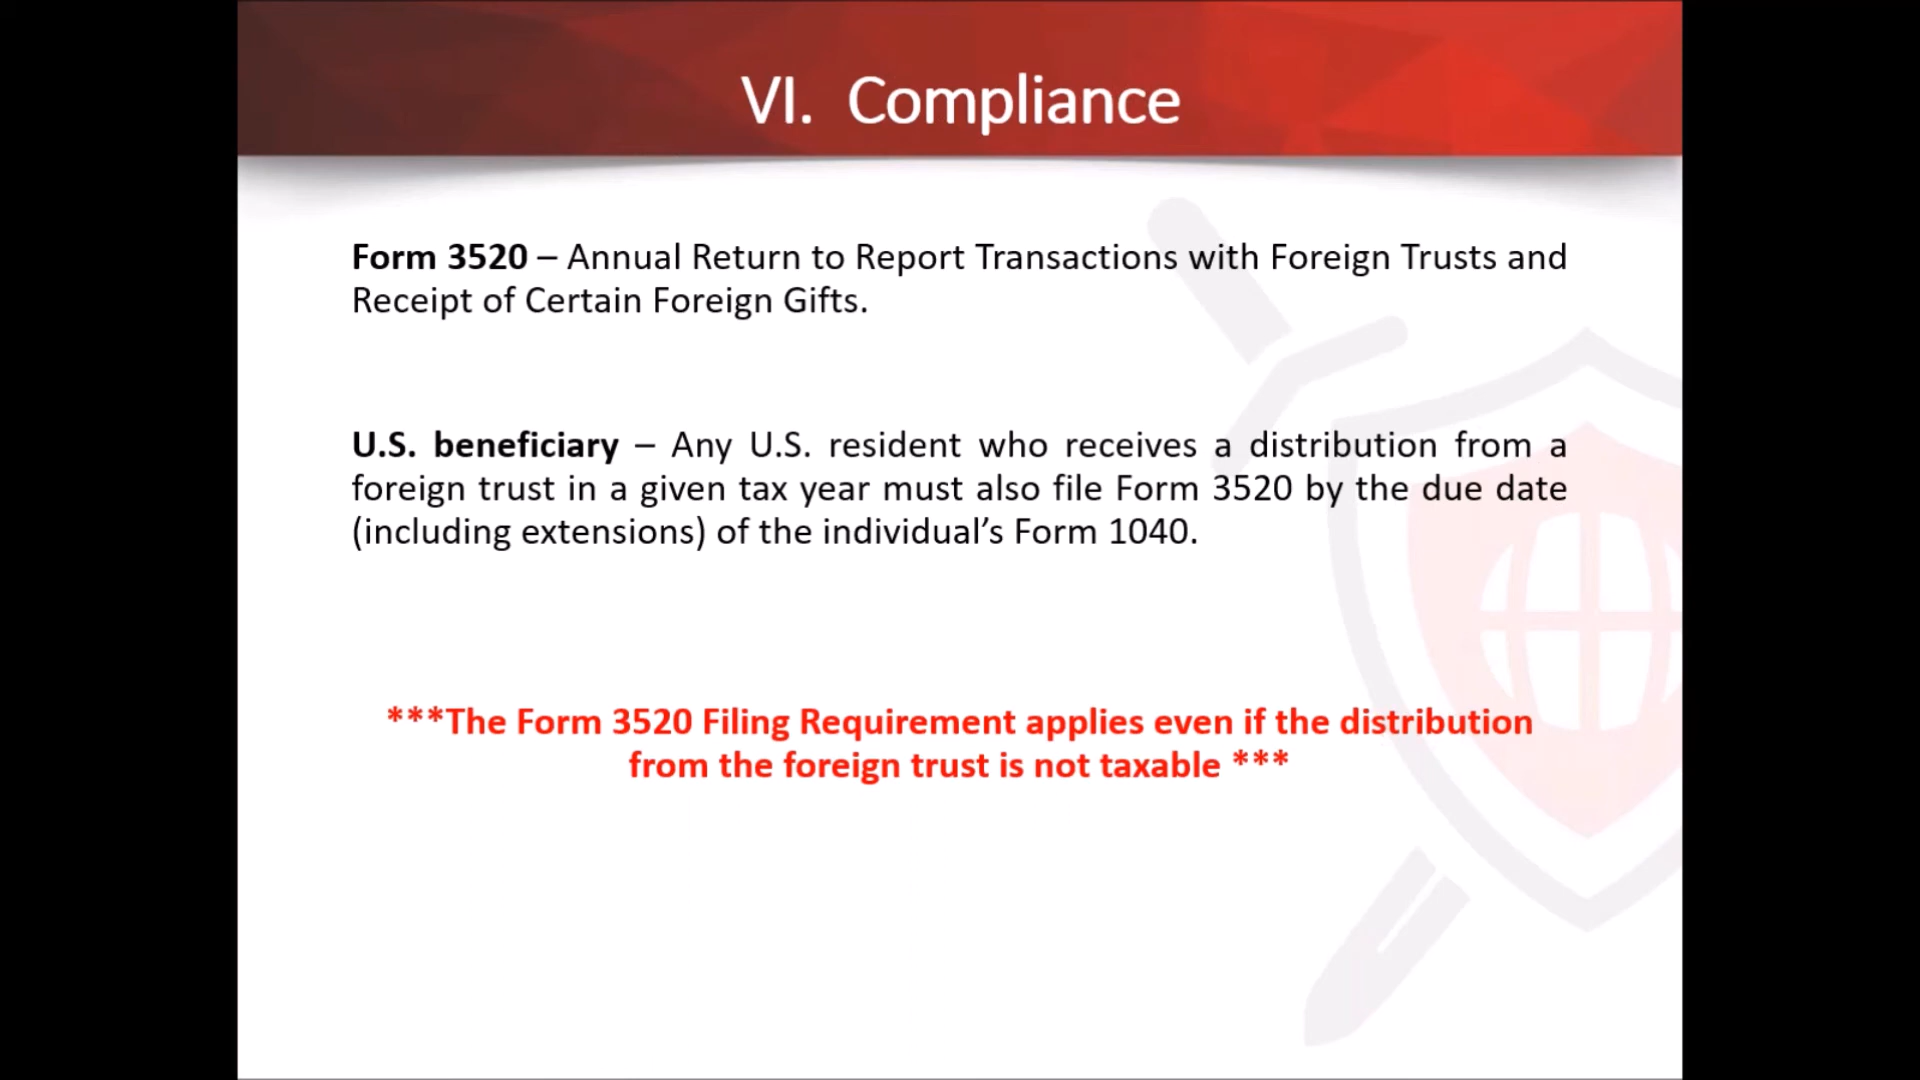 VI. Compliance
Form 3520 – Annual Return to Report Transactions with Foreign Trusts and
Receipt of Certain Foreign Gifts.
U.S. beneficiary – Any U.S. resident who receives a distribution from a
foreign trust in a given tax year must also file Form 3520 by the due date
(including extensions) of the individual’s Form 1040.
***The Form 3520 Filing Requirement applies even if the distribution
from the foreign trust is not taxable ***